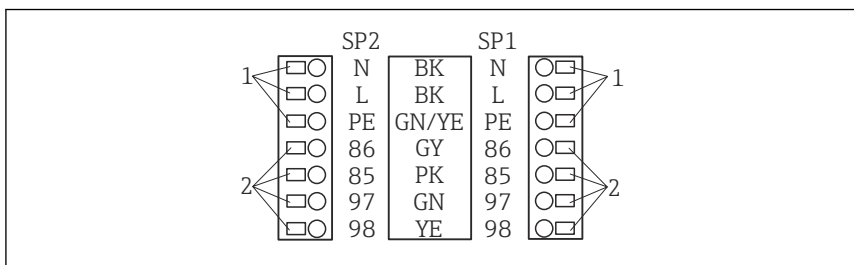 SP2 SP1
1 N BK N 1
L BK L
PE GN/YE PE
86 GY 86
2 85 PK 85 2
97 GN 97
98 YE 98